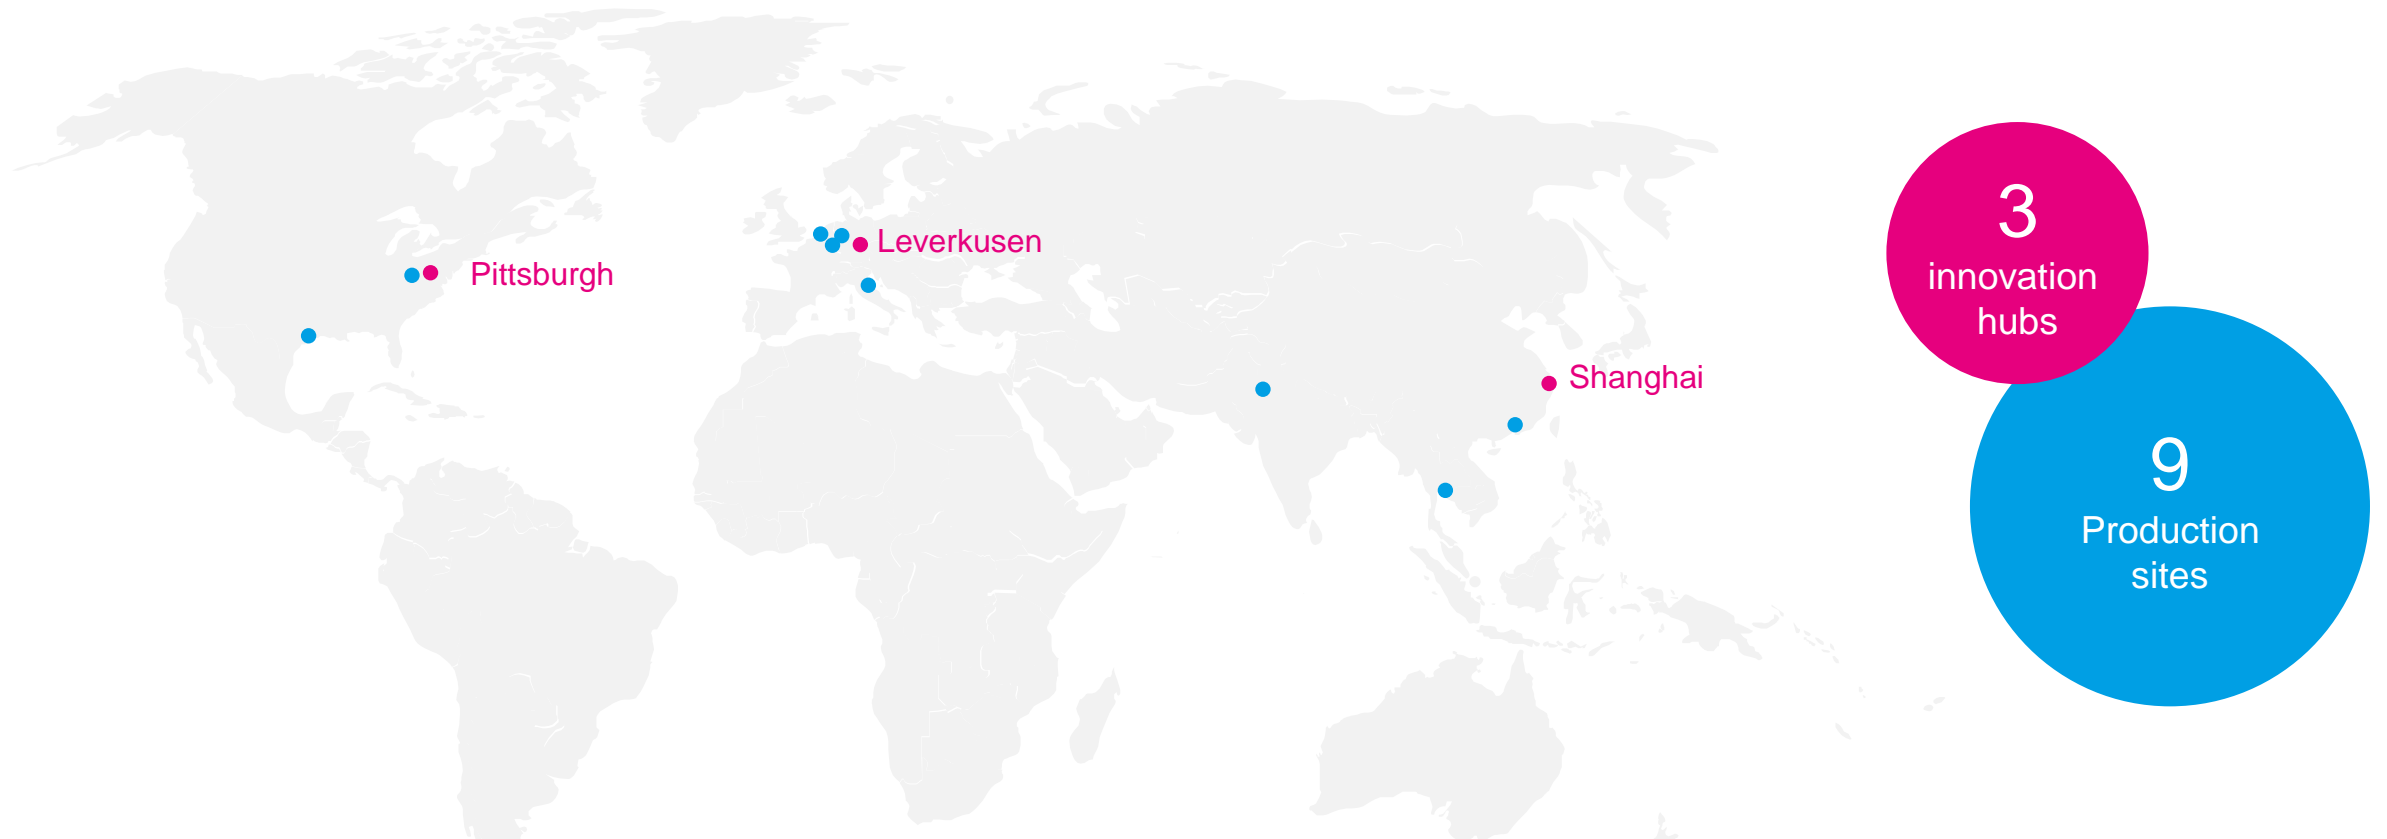 Pittsburgh
Leverkusen
Shanghai
3
innovation
hubs
9
Production
sites